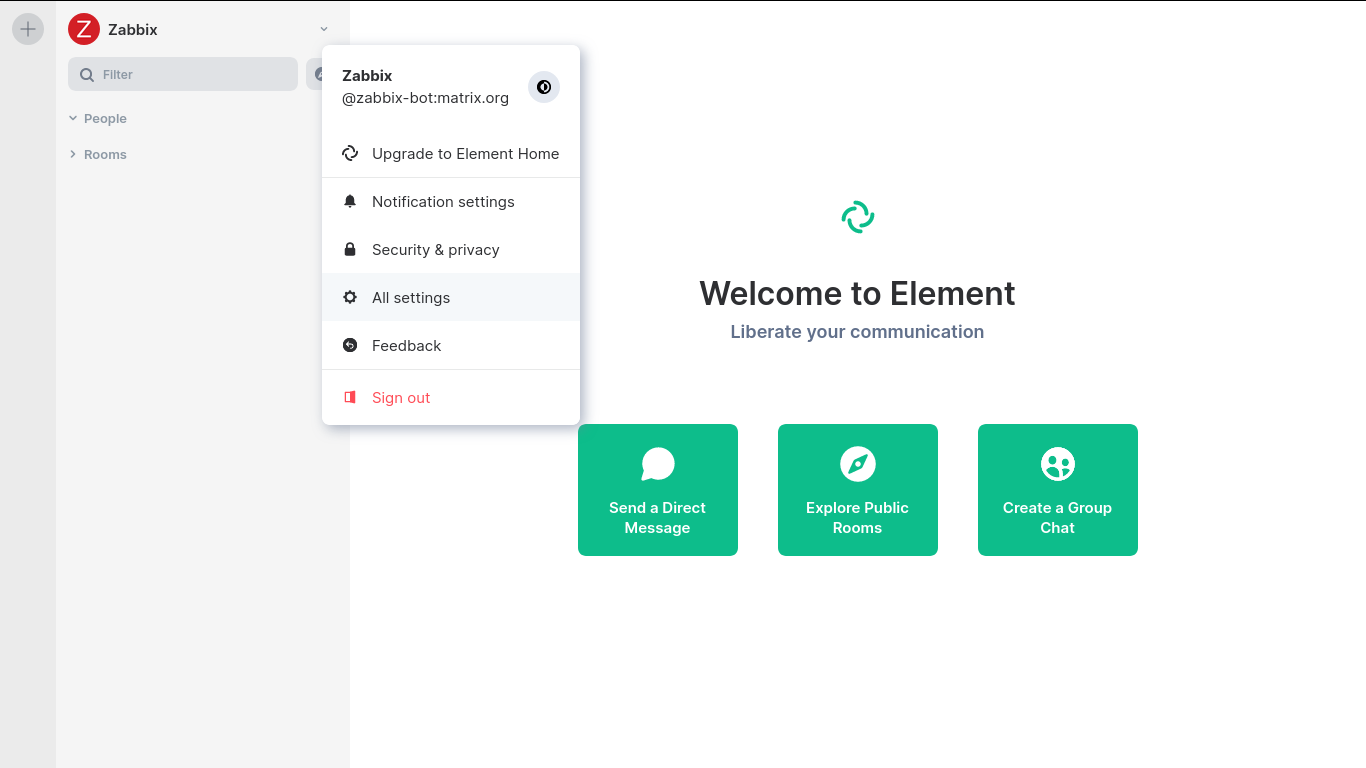 Z Zabbix
Filter
People
Rooms
Zabbix
@zabbix-bot:matrix.org
Upgrade to Element Home
Notification settings
Security & privacy
All settings
Feedback
Sign out
Welcome to Element
Liberate your communication
Send a Direct
Message
Explore Public
Rooms
Create a Group
Chat